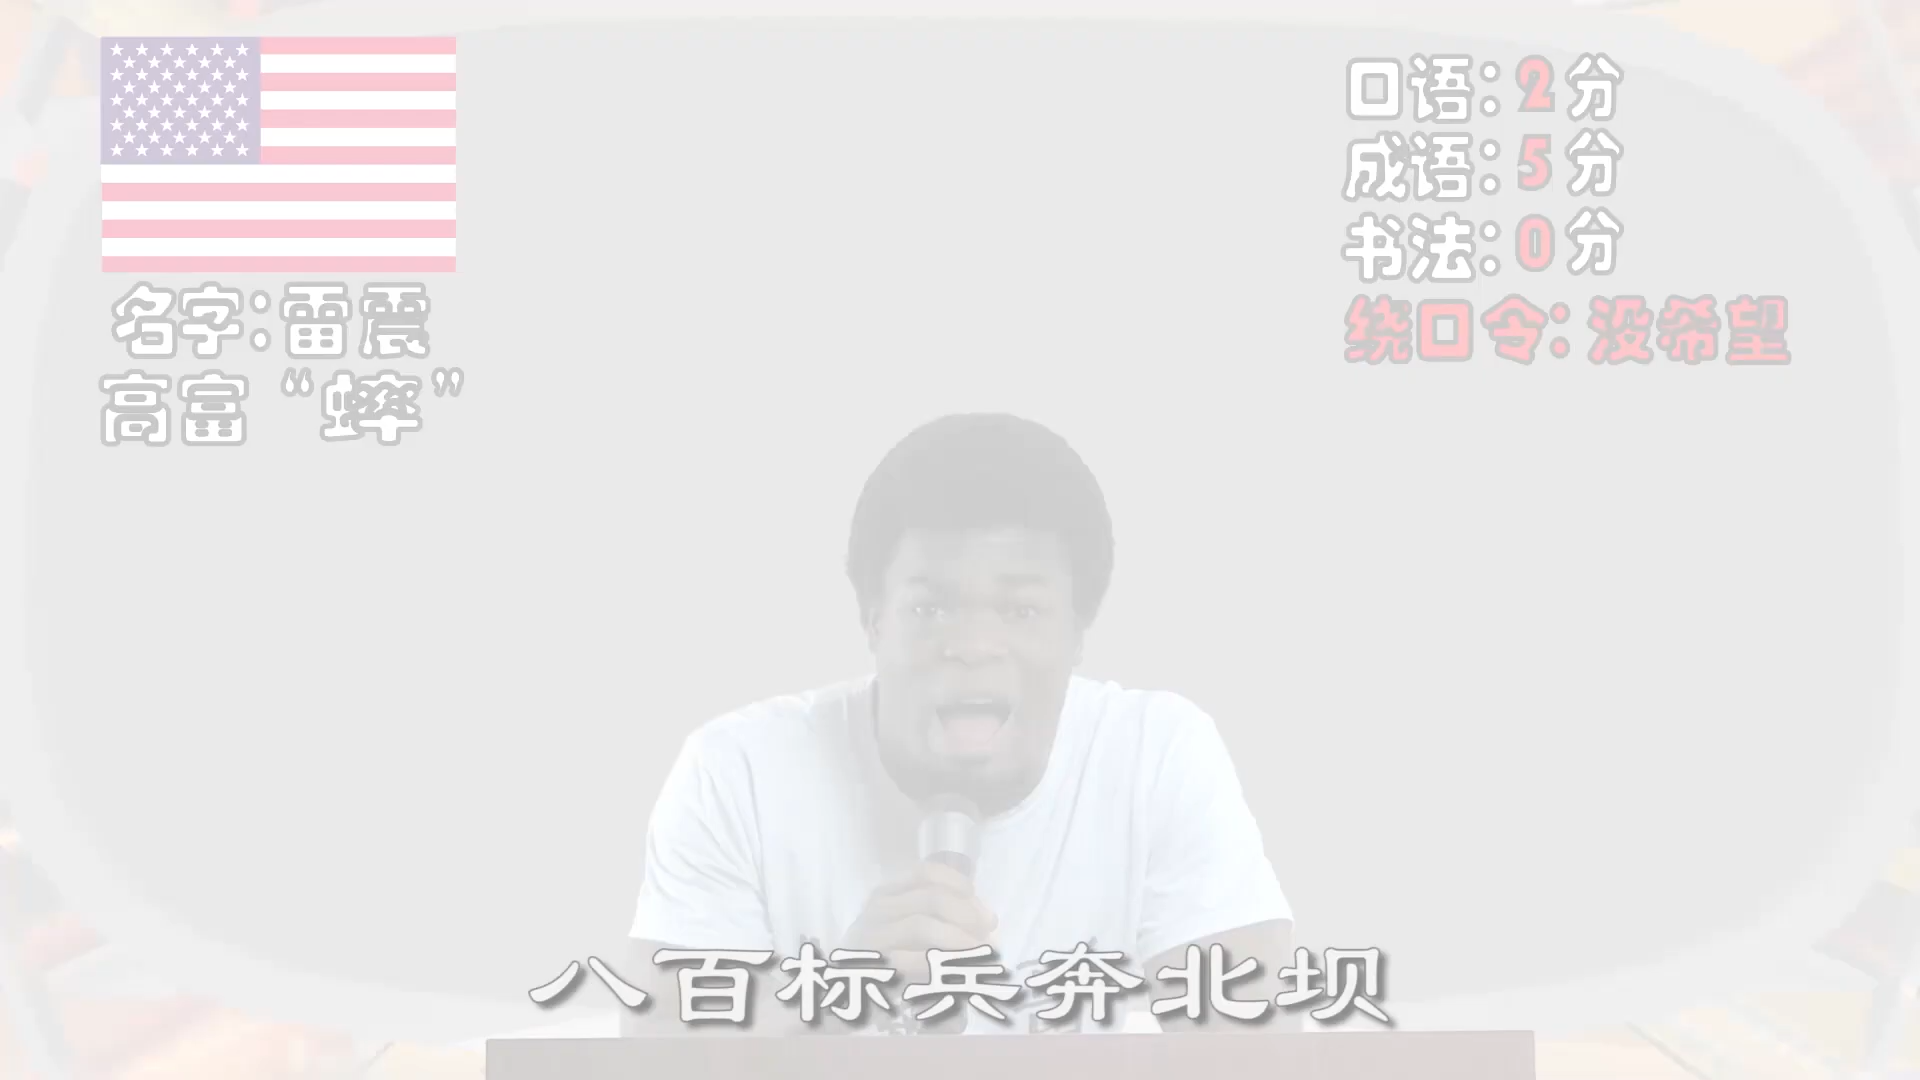 名字：雷震
高富“蟀”
口语：2分
成语：5分
书法：0分
绕口令：没希望
八百标兵奔北坝